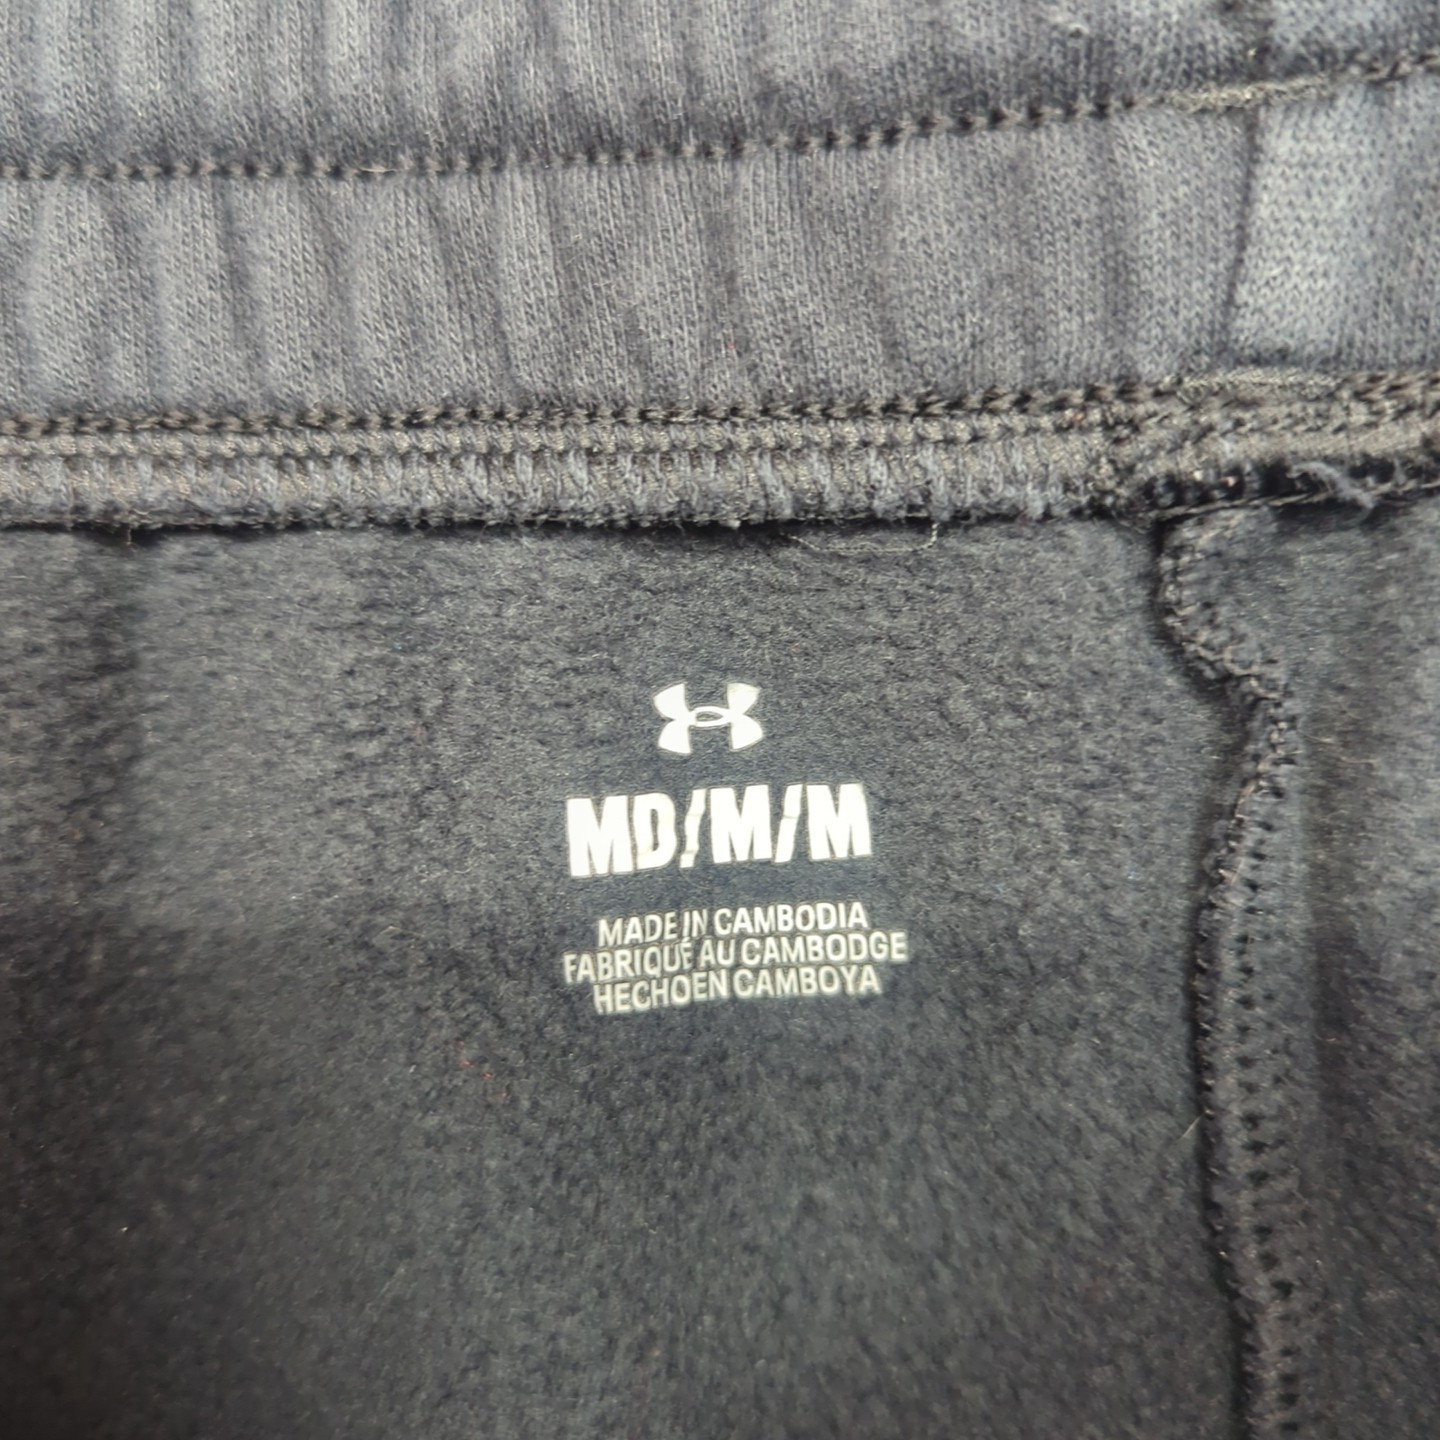 MD/M/M
MADE IN CAMBODIA
FABRIQUÉ AU CAMBODGE
HECHOEN CAMBOYA